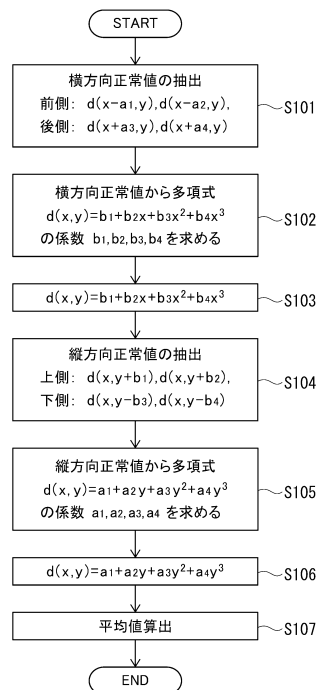 START
横方向正常値の抽出
前側: d(x-a₁,y),d(x-a₂,y),
後側: d(x+a₃,y),d(x+a₄,y)
S101
横方向正常値から多項式
d(x,y)=b₁+b₂x+b₃x²+b₄x³
の係数 b₁,b₂,b₃,b₄ を求める
S102
d(x,y)=b₁+b₂x+b₃x²+b₄x³
S103
縦方向正常値の抽出
上側: d(x,y+b₁),d(x,y+b₂),
下側: d(x,y-b₃),d(x,y-b₄)
S104
縦方向正常値から多項式
d(x,y)=a₁+a₂y+a₃y²+a₄y³
の係数 a₁,a₂,a₃,a₄ を求める
S105
d(x,y)=a₁+a₂y+a₃y²+a₄y³
S106
平均値算出
S107
END